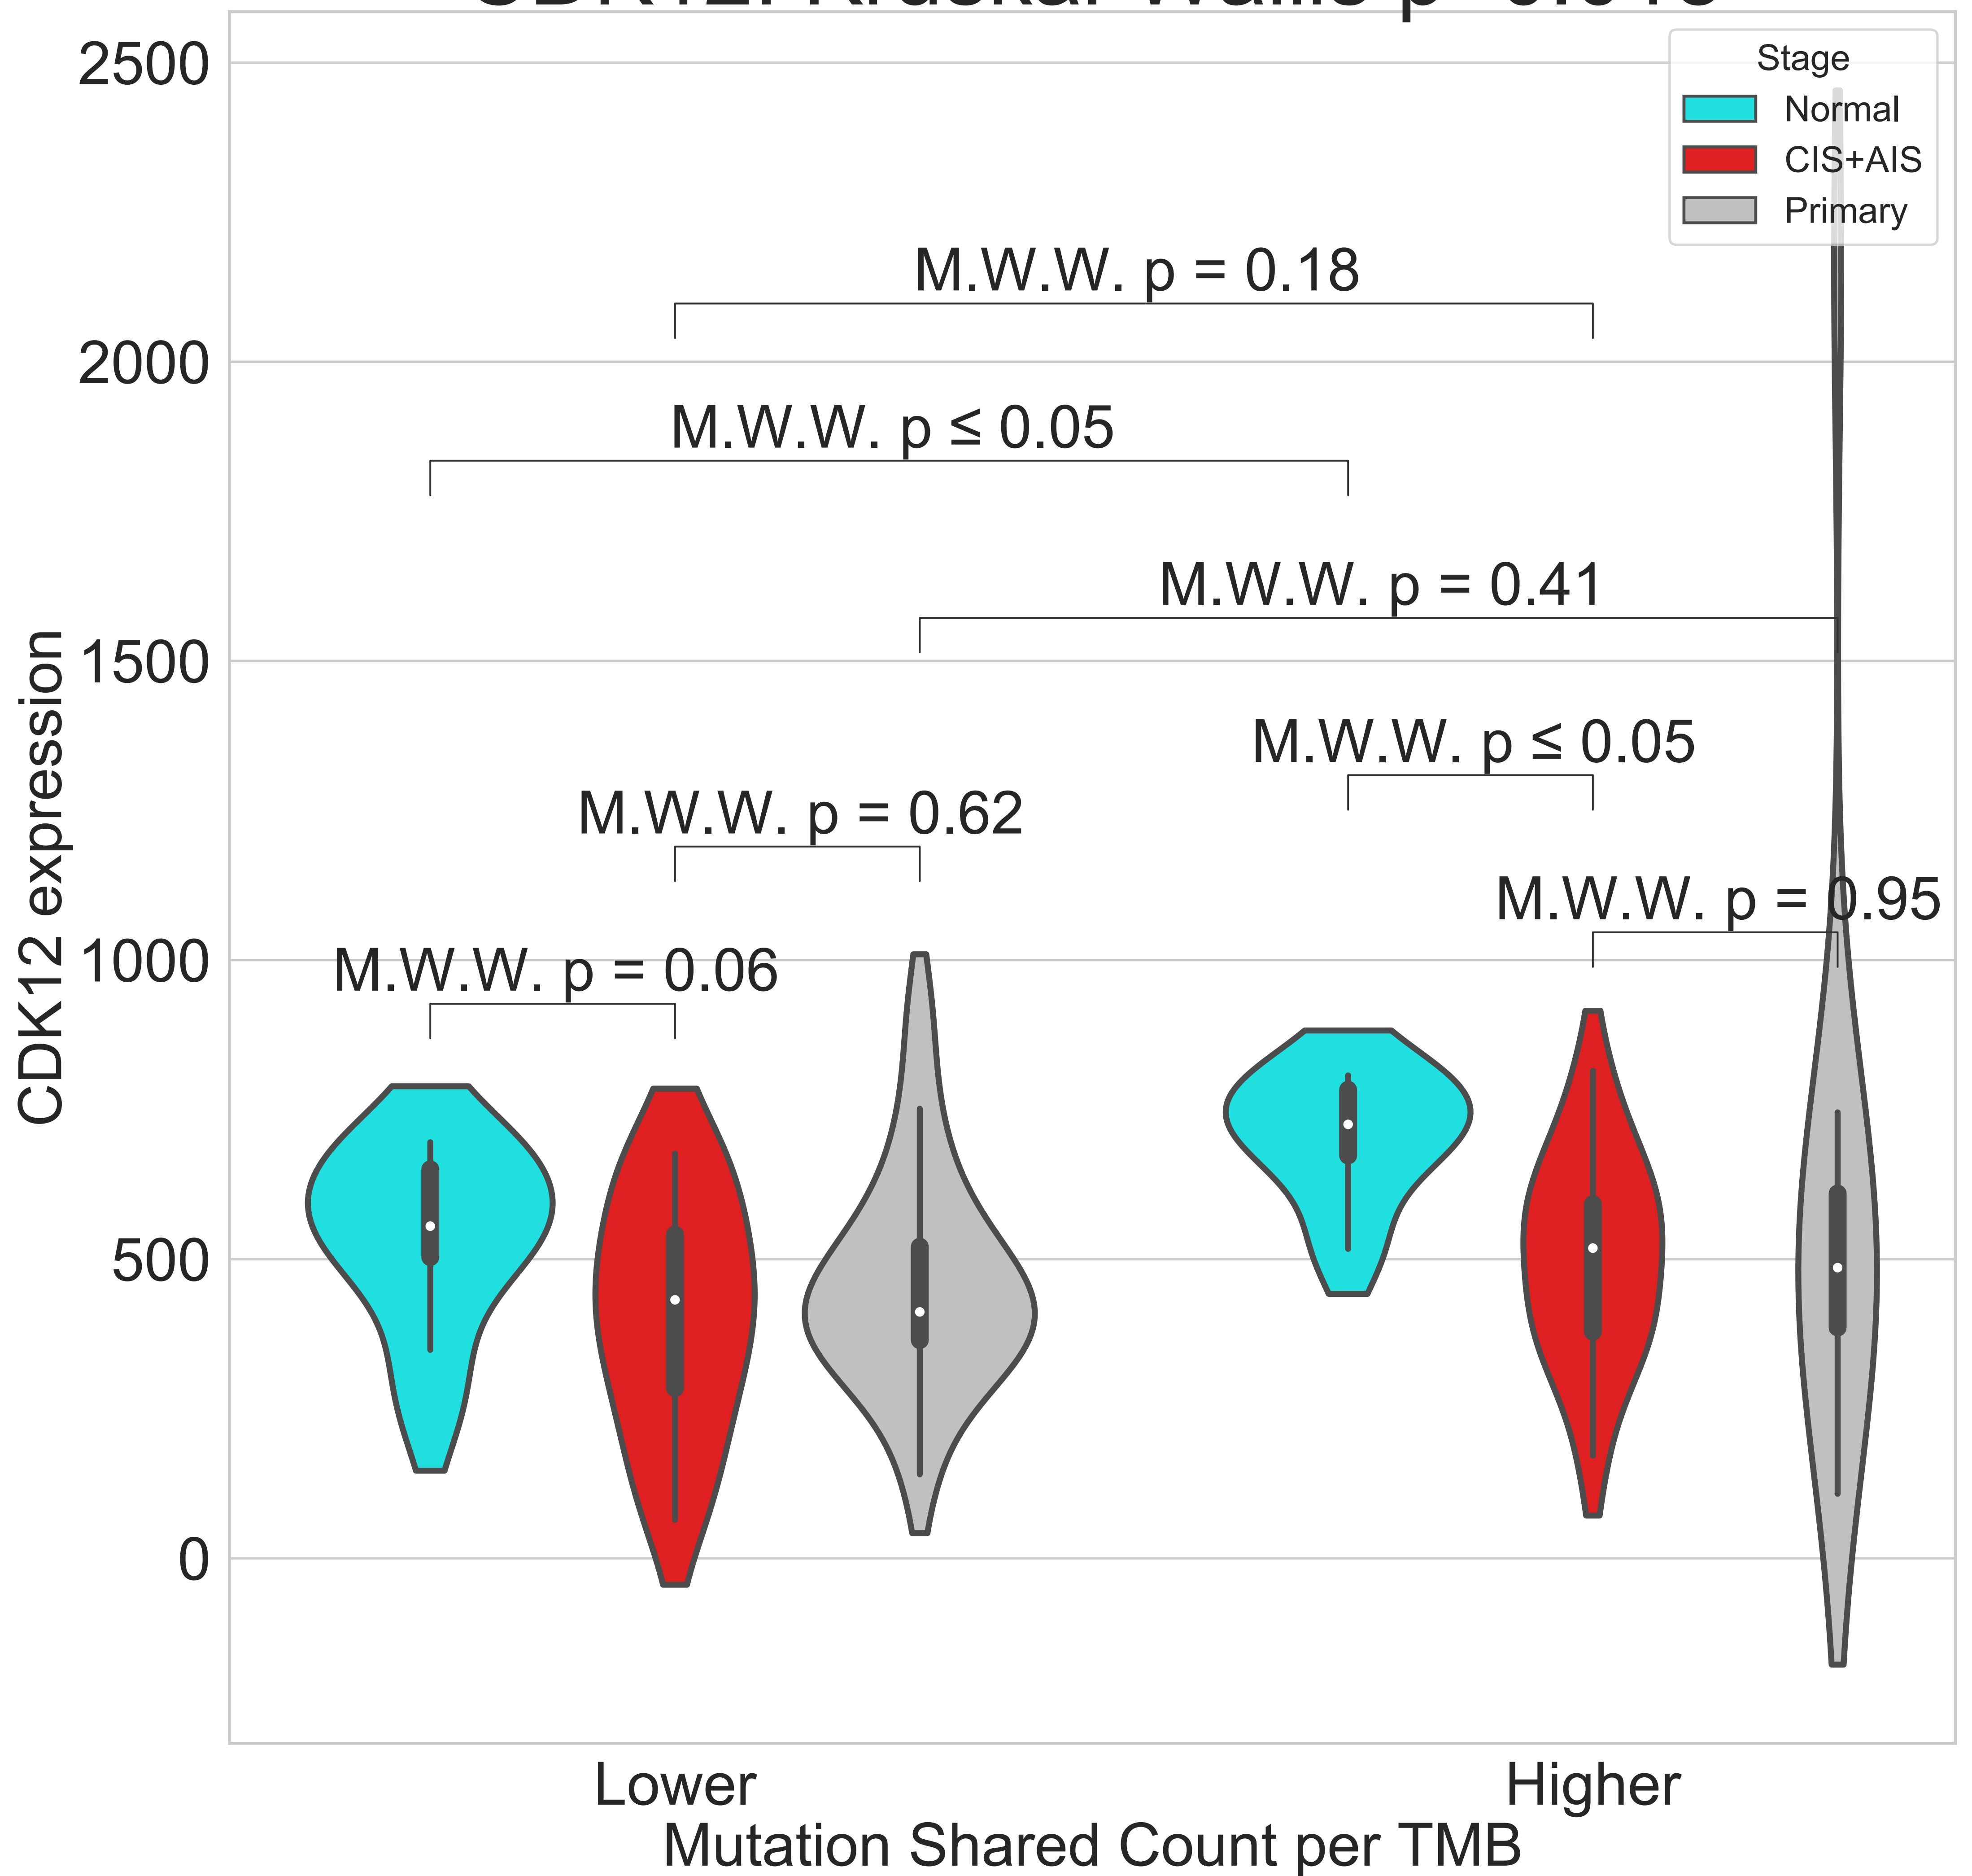 2500
Stage
Normal
CIS+AIS
Primary
M.W.W. p = 0.18
2000
M.W.W. p ≤ 0.05
M.W.W. p = 0.41
1500
M.W.W. p ≤ 0.05
M.W.W. p = 0.62
M.W.W. p = 0.95
1000
M.W.W. p = 0.06
500
0
CDK12 expression
Lower
Higher
Mutation Shared Count per TMB